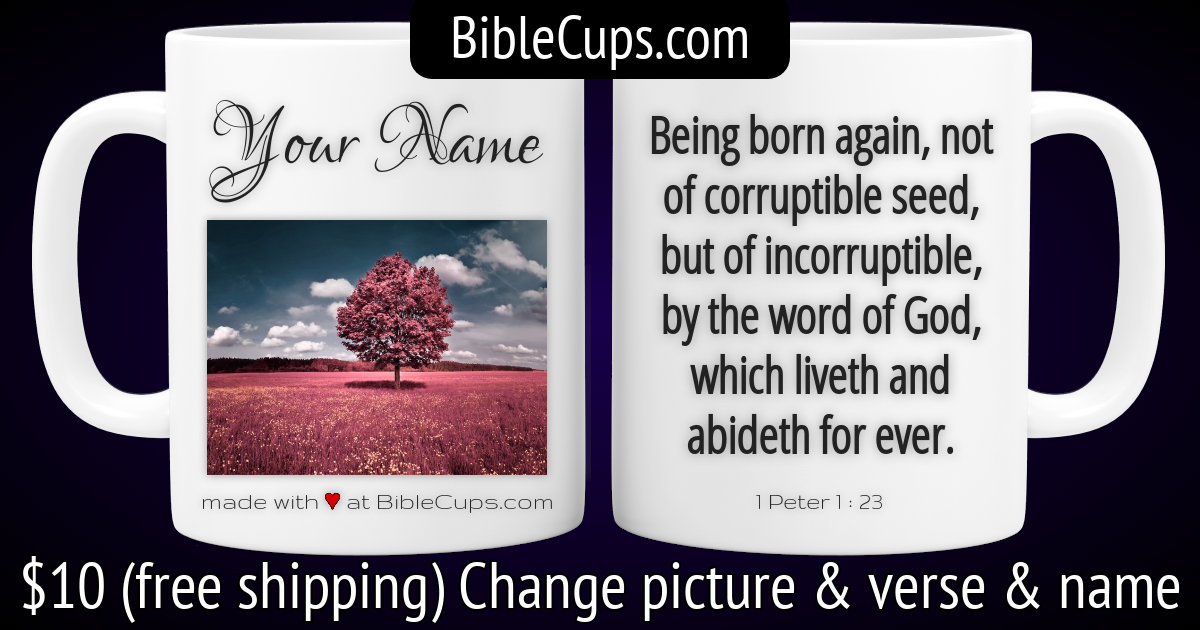 BibleCups.com
Your Name
made with ♥ at BibleCups.com
Being born again, not
of corruptible seed,
but of incorruptible,
by the word of God,
which liveth and
abideth for ever.
1 Peter 1 : 23
$10 (free shipping) Change picture & verse & name